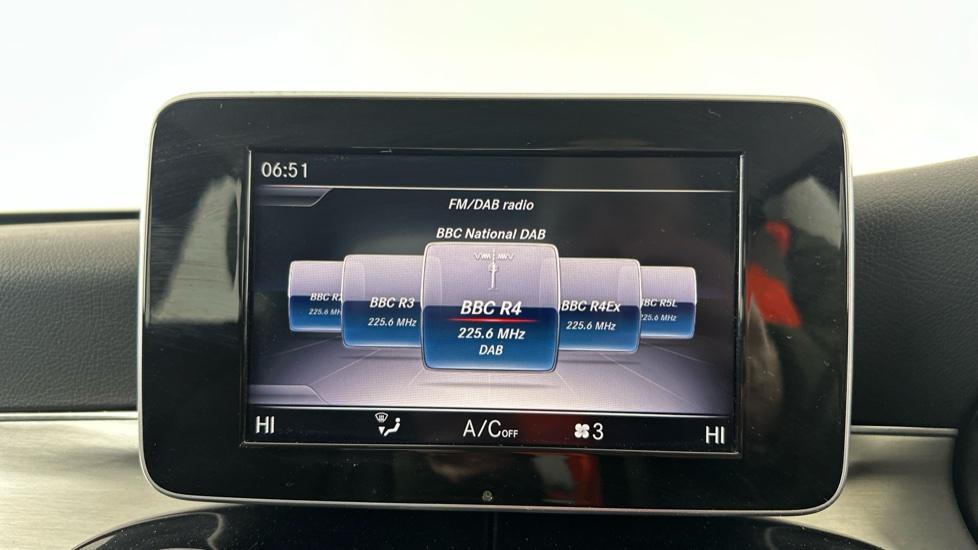 06:51
FM/DAB radio
BBC National DAB
BBC R2
225.6 MHz
BBC R3
225.6 MHz
BBC R4
225.6 MHz
DAB
BBC R4Ex
225.6 MHz
BBC R5L
225.6 MHz
HI
A/C OFF
3
HI